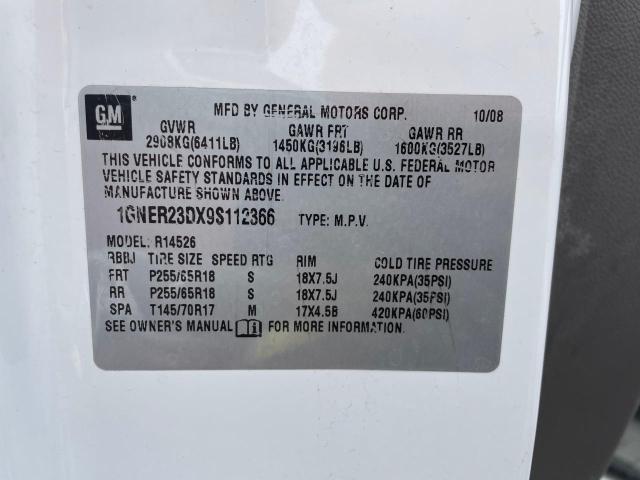 GM
MFD BY GENERAL MOTORS CORP. 10/08
GVWR GAWR FRT GAWR RR
2908KG(6411LB) 1450KG(3196LB) 1600KG(3527LB)
THIS VEHICLE CONFORMS TO ALL APPLICABLE U.S. FEDERAL MOTOR
VEHICLE SAFETY STANDARDS IN EFFECT ON THE DATE OF
MANUFACTURE SHOWN ABOVE.
1GNER23DX9S112366 TYPE: M.P.V.
MODEL: R14526
RBBJ TIRE SIZE SPEED RTG RIM COLD TIRE PRESSURE
FRT P255/65R18 S 18X7.5J 240KPA(35PSI)
RR P255/65R18 S 18X7.5J 240KPA(35PSI)
SPA T145/70R17 M 17X4.5B 420KPA(60PSI)
SEE OWNER'S MANUAL FOR MORE INFORMATION.